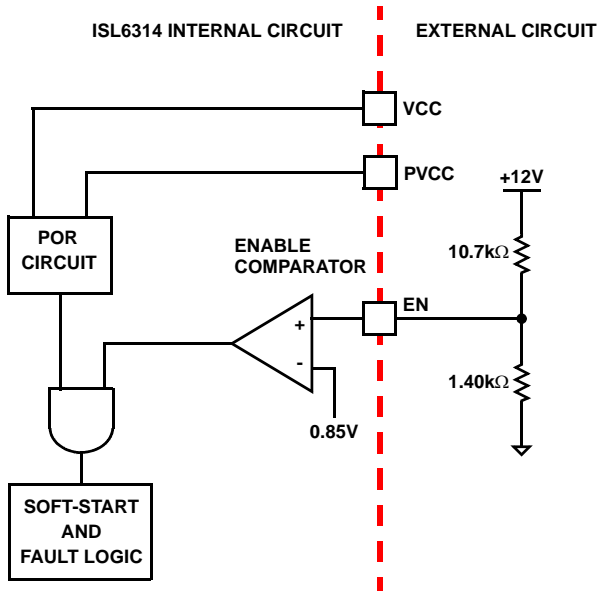 ISL6314 INTERNAL CIRCUIT
EXTERNAL CIRCUIT
VCC
PVCC
+12V
POR
CIRCUIT
ENABLE
COMPARATOR
10.7kΩ
EN
+
-
1.40kΩ
0.85V
SOFT-START
AND
FAULT LOGIC